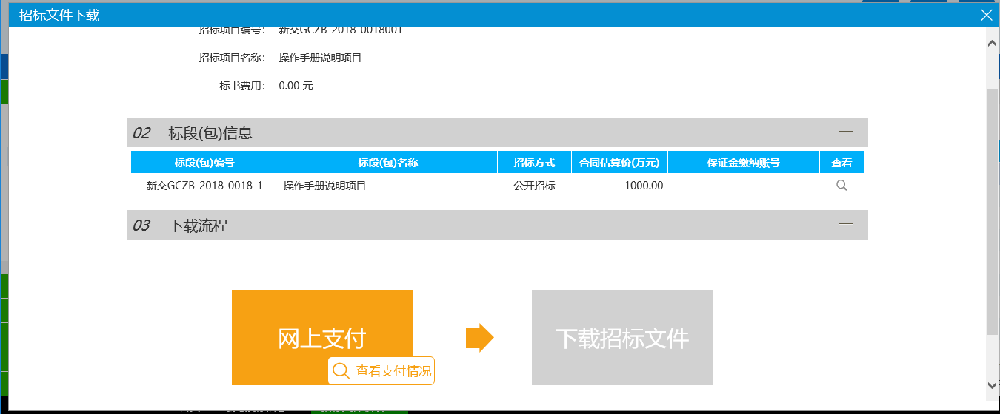 招标文件下载
招标项目编号： 新交GCZB-2018-0018001
招标项目名称： 操作手册说明项目
标书费用： 0.00 元
02 标段(包)信息
标段(包)编号 标段(包)名称 招标方式 合同估算价(万元) 保证金缴纳账号 查看
新交GCZB-2018-0018-1 操作手册说明项目 公开招标 1000.00
03 下载流程
网上支付 下载招标文件
查看支付情况